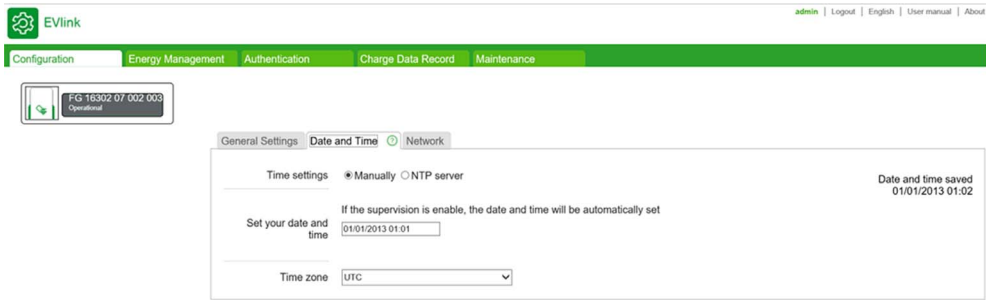 admin | Logout | English | User manual | About
EVlink
Configuration Energy Management Authentication Charge Data Record Maintenance
FG 16302 07 002 003
Operational
General Settings Date and Time ? Network
Time settings Manually NTP server
Date and time saved
01/01/2013 01:02
If the supervision is enable, the date and time will be automatically set
Set your date and time
01/01/2013 01:01
Time zone UTC